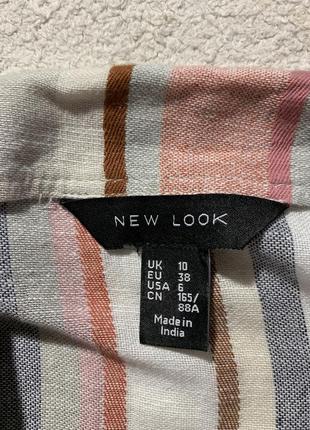 NEW LOOK
UK 10
EU 38
USA 6
CN 165/
88A
Made in
India